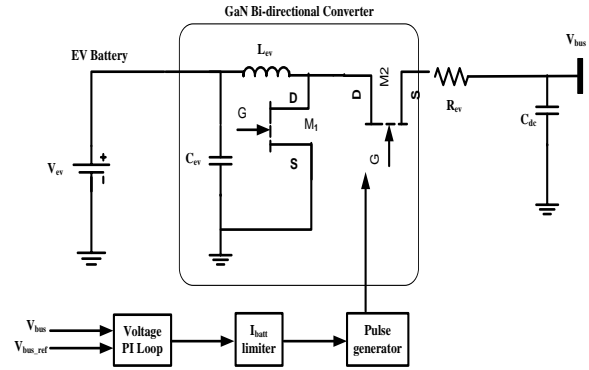 GaN Bi-directional Converter
EV Battery
Lev
Vbus
M2
D
D
S
G
M1
S
Rev
Cdc
Vev
Cev
G
Vbus
Vbus_ref
Voltage
PI Loop
Ibatt
limiter
Pulse
generator